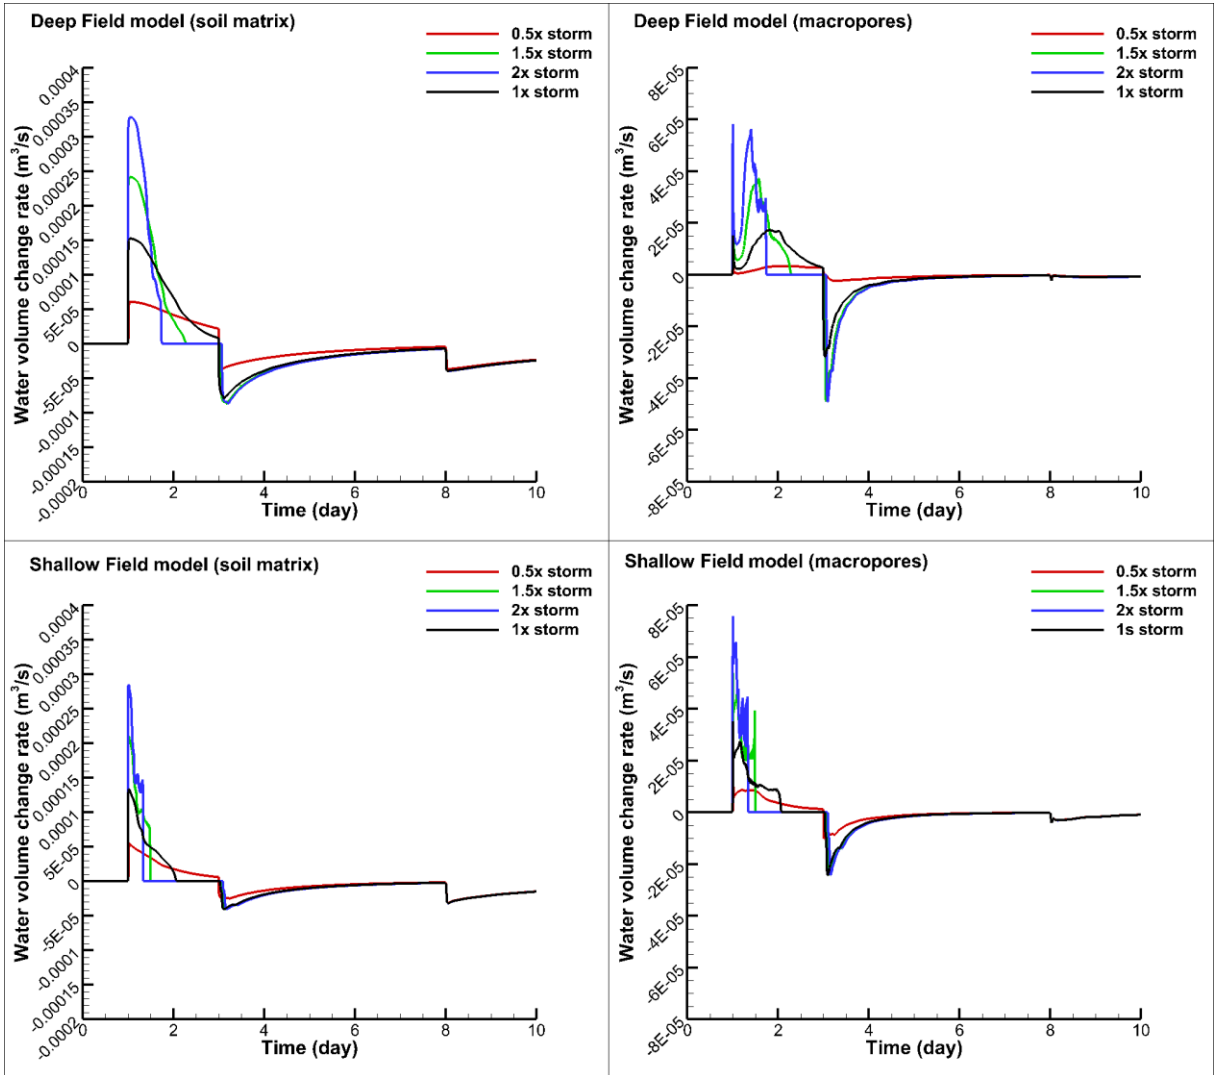 Deep Field model (soil matrix)
0.5x storm
1.5x storm
2x storm
1x storm
Water volume change rate (m³/s)
0.0004
0.00035
0.0003
0.00025
0.0002
0.00015
0.0001
5E-05
0
-5E-05
-0.0001
-0.00015
-0.0002
0 2 4 6 8 10
Time (day)
Deep Field model (macropores)
0.5x storm
1.5x storm
2x storm
1x storm
Water volume change rate (m³/s)
8E-05
6E-05
4E-05
2E-05
0
-2E-05
-4E-05
-6E-05
-8E-05
0 2 4 6 8 10
Time (day)
Shallow Field model (soil matrix)
0.5x storm
1.5x storm
2x storm
1x storm
Water volume change rate (m³/s)
0.0004
0.00035
0.0003
0.00025
0.0002
0.00015
0.0001
5E-05
0
-5E-05
-0.0001
-0.00015
-0.0002
0 2 4 6 8 10
Time (day)
Shallow Field model (macropores)
0.5x storm
1.5x storm
2x storm
1s storm
Water volume change rate (m³/s)
8E-05
6E-05
4E-05
2E-05
0
-2E-05
-4E-05
-6E-05
-8E-05
0 2 4 6 8 10
Time (day)